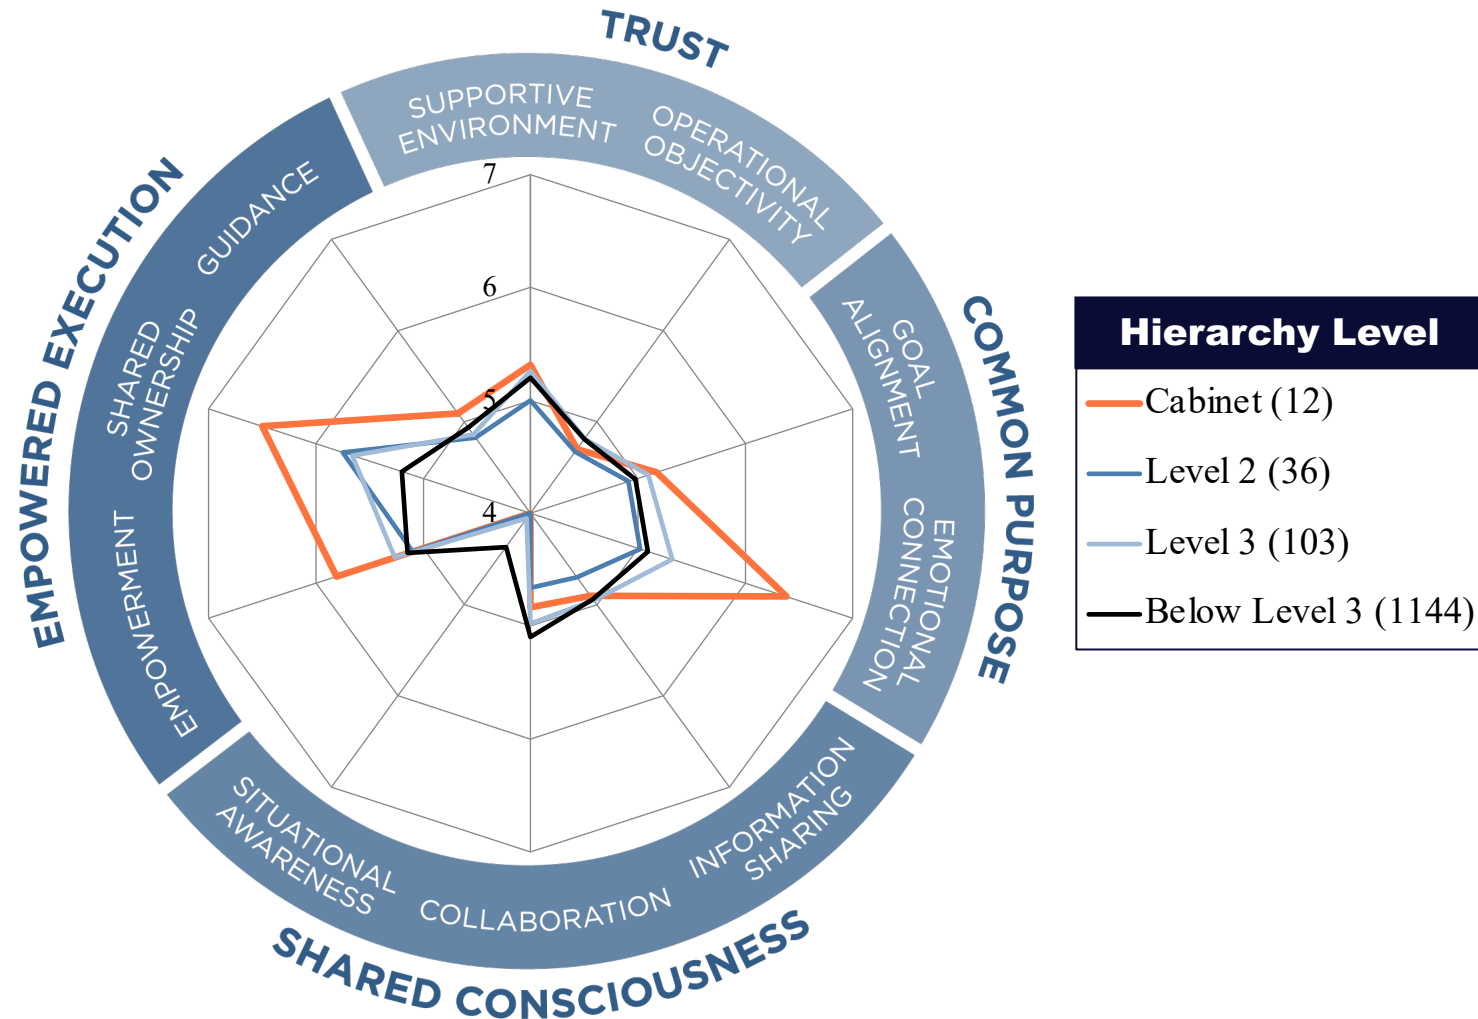 TRUST
SUPPORTIVE
ENVIRONMENT
OPERATIONAL
OBJECTIVITY
COMMON PURPOSE
GOAL
ALIGNMENT
EMOTIONAL
CONNECTION
INFORMATION
SHARING
COLLABORATION
SITUATIONAL
AWARENESS
SHARED CONSCIOUSNESS
EMPOWERMENT
SHARED
OWNERSHIP
GUIDANCE
EMPOWERED EXECUTION
7
6
5
4
Hierarchy Level
Cabinet (12)
Level 2 (36)
Level 3 (103)
Below Level 3 (1144)